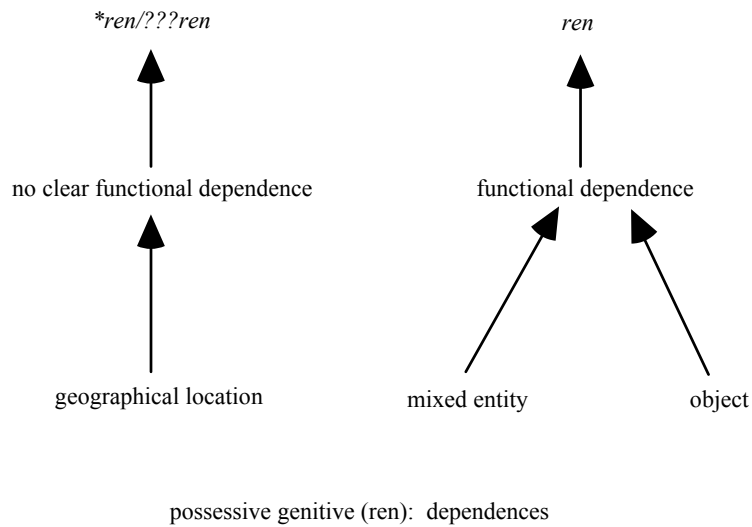 *ren/???ren
ren
no clear functional dependence
functional dependence
geographical location
mixed entity
object
possessive genitive (ren): dependences